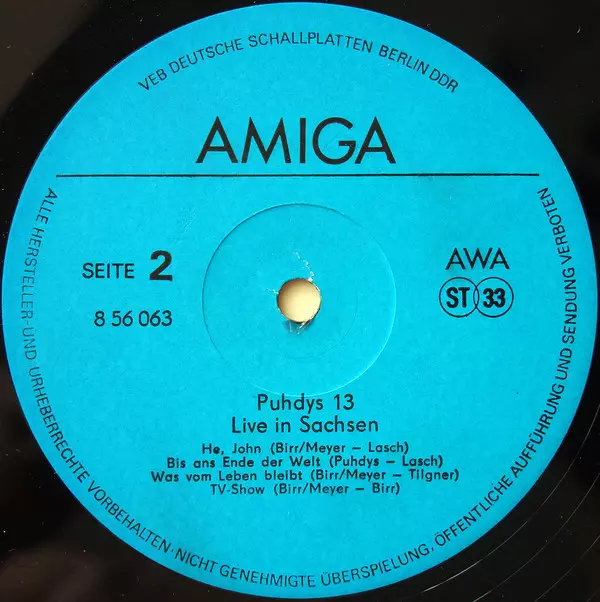 VEB DEUTSCHE SCHALLPLATTEN BERLIN DDR
AMIGA
SEITE 2
8 56 063
AWA
ST 33
Puhdys 13
Live in Sachsen
He, John (Birr/Meyer – Lasch)
Bis ans Ende der Welt (Puhdys – Lasch)
Was vom Leben bleibt (Birr/Meyer – Tilgner)
TV-Show (Birr/Meyer – Birr)
ALLE HERSTELLER-UND URHEBERRECHTE VORBEHALTEN·NICHT GENEHMIGTE ÜBERSPIELUNG, ÖFFENTLICHE AUFFÜHRUNG UND SENDUNG VERBOTEN